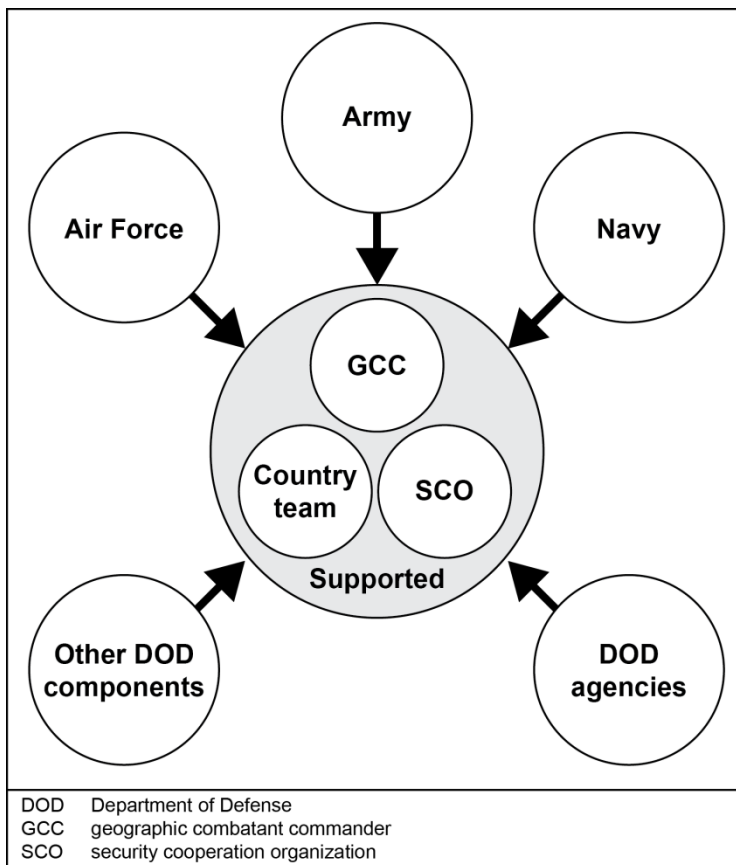 Army
Air Force
Navy
GCC
Country
team
SCO
Supported
Other DOD
components
DOD
agencies
DOD Department of Defense
GCC geographic combatant commander
SCO security cooperation organization